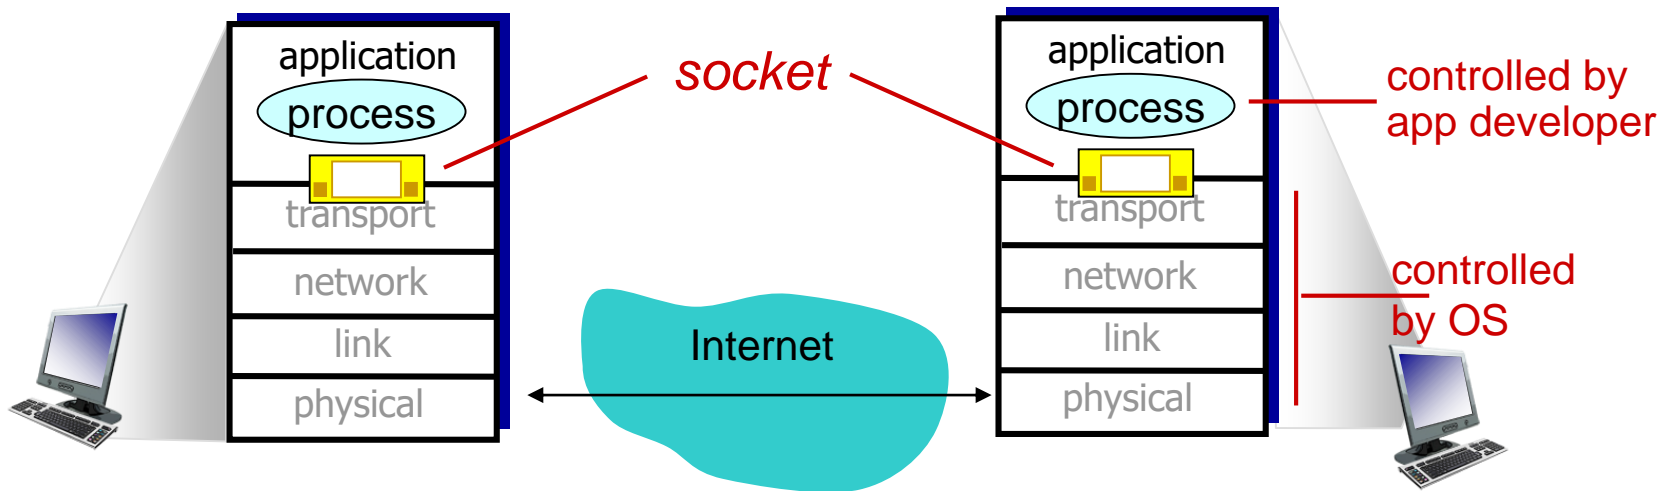 application
process
transport
network
link
physical
socket
Internet
application
process
transport
network
link
physical
controlled by
app developer
controlled
by OS